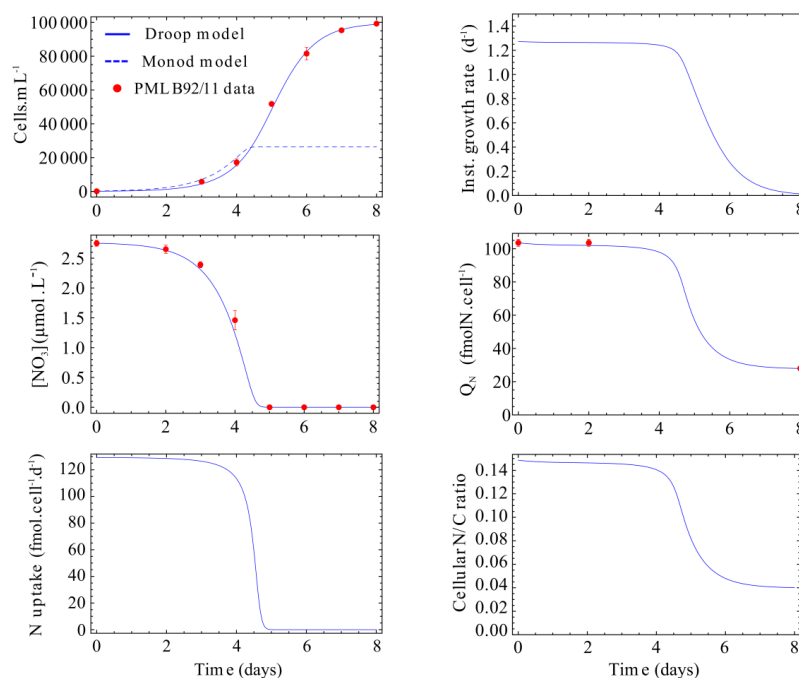 100 000
80 000
60 000
40 000
20 000
0
Cells.mL⁻¹
Droop model
Monod model
PMLB92/11 data
0 2 4 6 8
1.4
1.2
1.0
0.8
0.6
0.4
0.2
0.0
Inst. growth rate (d⁻¹)
0 2 4 6 8
2.5
2.0
1.5
1.0
0.5
0.0
[NO₃] (µmol.L⁻¹)
0 2 4 6 8
100
80
60
40
20
0
Q_N (fmolN.cell⁻¹)
0 2 4 6 8
120
100
80
60
40
20
0
N uptake (fmol.cell⁻¹.d⁻¹)
0 2 4 6 8
Time (days)
0.14
0.12
0.10
0.08
0.06
0.04
0.02
0.00
Cellular N/C ratio
0 2 4 6 8
Time (days)